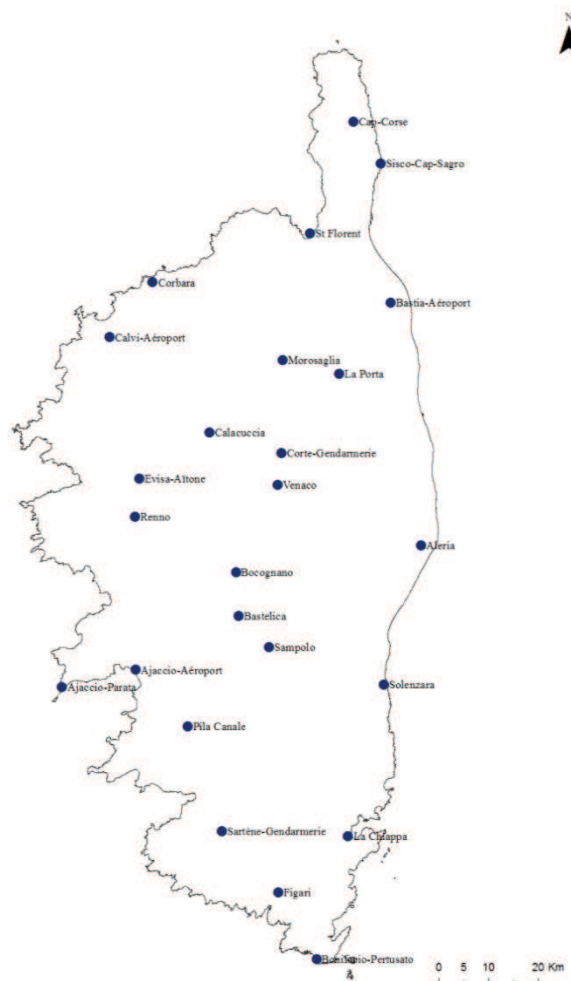 N
Cap-Corse
Sisco-Cap-Sagro
St Florent
Corbara
Bastia-Aéroport
Calvi-Aéroport
Morosaglia
La Porta
Calacuccia
Corte-Gendarmerie
Evisa-Aïtone
Venaco
Renno
Aleria
Bocognano
Bastelica
Sampolo
Ajaccio-Aéroport
Ajaccio-Parata
Solenzara
Pila Canale
Sartène-Gendarmerie
La Chiappa
Figari
Bonifacio-Pertusato
0 5 10 20 Km